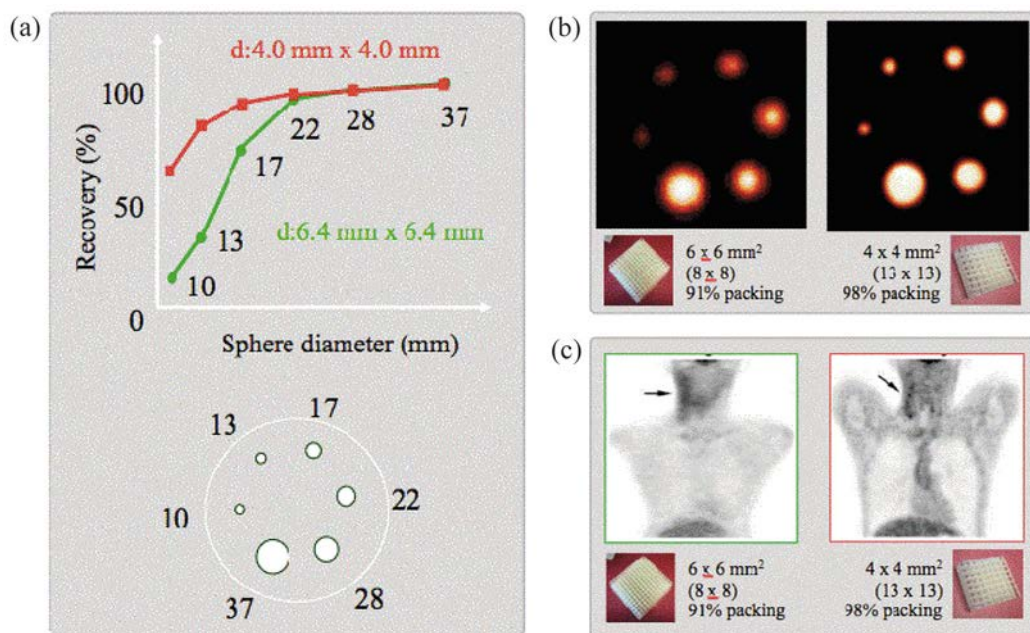 (a)
d:4.0 mm x 4.0 mm
100
50
0
Recovery (%)
10
13
17
22
28
37
d:6.4 mm x 6.4 mm
Sphere diameter (mm)
13
17
10
22
37
28
(b)
6 x 6 mm²
(8 x 8)
91% packing
4 x 4 mm²
(13 x 13)
98% packing
(c)
6 x 6 mm²
(8 x 8)
91% packing
4 x 4 mm²
(13 x 13)
98% packing